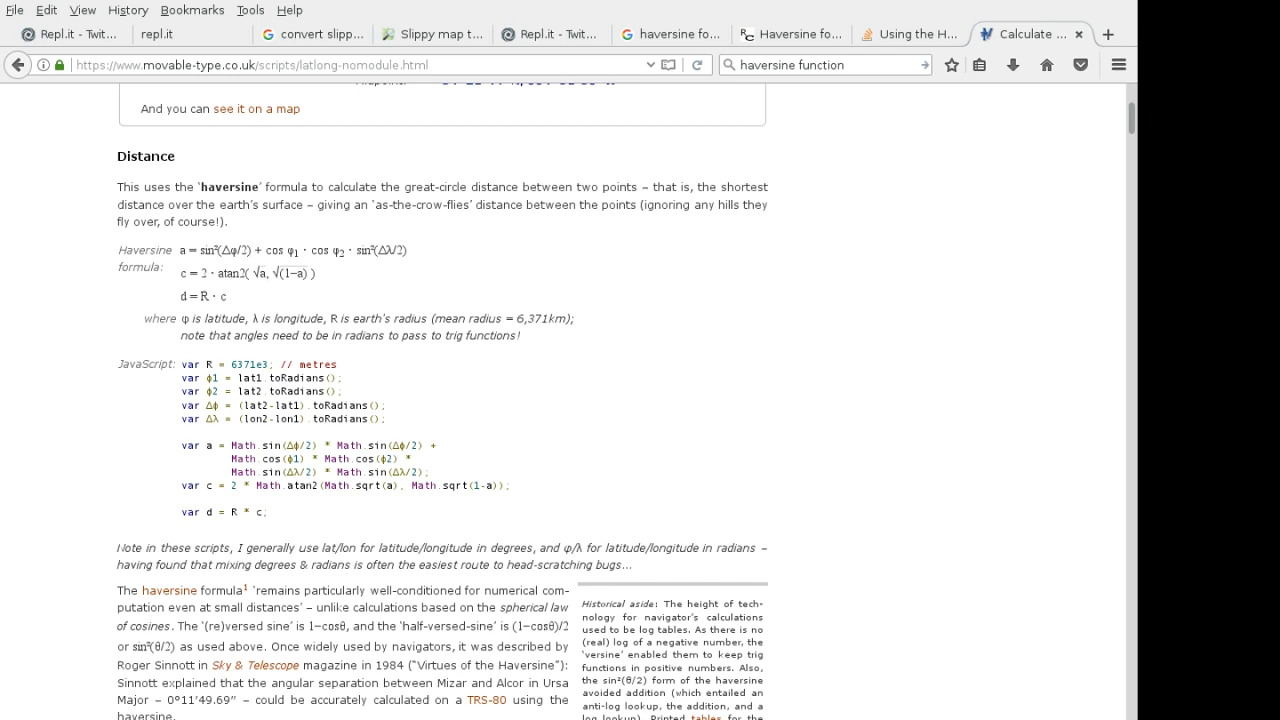 File Edit View History Bookmarks Tools Help
Repl.it - Twit... repl.it convert slipp... Slippy map t... Repl.it - Twit... haversine fo... Haversine fo... Using the H... Calculate ...
https://www.movable-type.co.uk/scripts/latlong-nomodule.html haversine function
And you can see it on a map
Distance
This uses the ‘haversine’ formula to calculate the great-circle distance between two points – that is, the shortest
distance over the earth’s surface – giving an ‘as-the-crow-flies’ distance between the points (ignoring any hills they
fly over, of course!).
Haversine a = sin²(Δφ/2) + cos φ₁ ⋅ cos φ₂ ⋅ sin²(Δλ/2)
formula:
c = 2 ⋅ atan2( √a, √(1−a) )
d = R ⋅ c
where φ is latitude, λ is longitude, R is earth’s radius (mean radius = 6,371km);
note that angles need to be in radians to pass to trig functions!
JavaScript: var R = 6371e3; // metres
var φ1 = lat1.toRadians();
var φ2 = lat2.toRadians();
var Δφ = (lat2-lat1).toRadians();
var Δλ = (lon2-lon1).toRadians();
var a = Math.sin(Δφ/2) * Math.sin(Δφ/2) +
Math.cos(φ1) * Math.cos(φ2) *
Math.sin(Δλ/2) * Math.sin(Δλ/2);
var c = 2 * Math.atan2(Math.sqrt(a), Math.sqrt(1-a));
var d = R * c;
Note in these scripts, I generally use lat/lon for latitude/longitude in degrees, and φ/λ for latitude/longitude in radians –
having found that mixing degrees & radians is often the easiest route to head-scratching bugs...
The haversine formula¹ ‘remains particularly well-conditioned for numerical com-
putation even at small distances’ – unlike calculations based on the spherical law
of cosines. The ‘(re)versed sine’ is 1−cosθ, and the ‘half-versed-sine’ is (1−cosθ)/2
or sin²(θ/2) as used above. Once widely used by navigators, it was described by
Roger Sinnott in Sky & Telescope magazine in 1984 (“Virtues of the Haversine”):
Sinnott explained that the angular separation between Mizar and Alcor in Ursa
Major – 0°11′49.69″ – could be accurately calculated on a TRS-80 using the
haversine.
Historical aside: The height of tech-
nology for navigator’s calculations
used to be log tables. As there is no
(real) log of a negative number, the
‘versine’ enabled them to keep trig
functions in positive numbers. Also,
the sin²(θ/2) form of the haversine
avoided addition (which entailed an
anti-log lookup, the addition, and a
log lookup). Printed tables for the